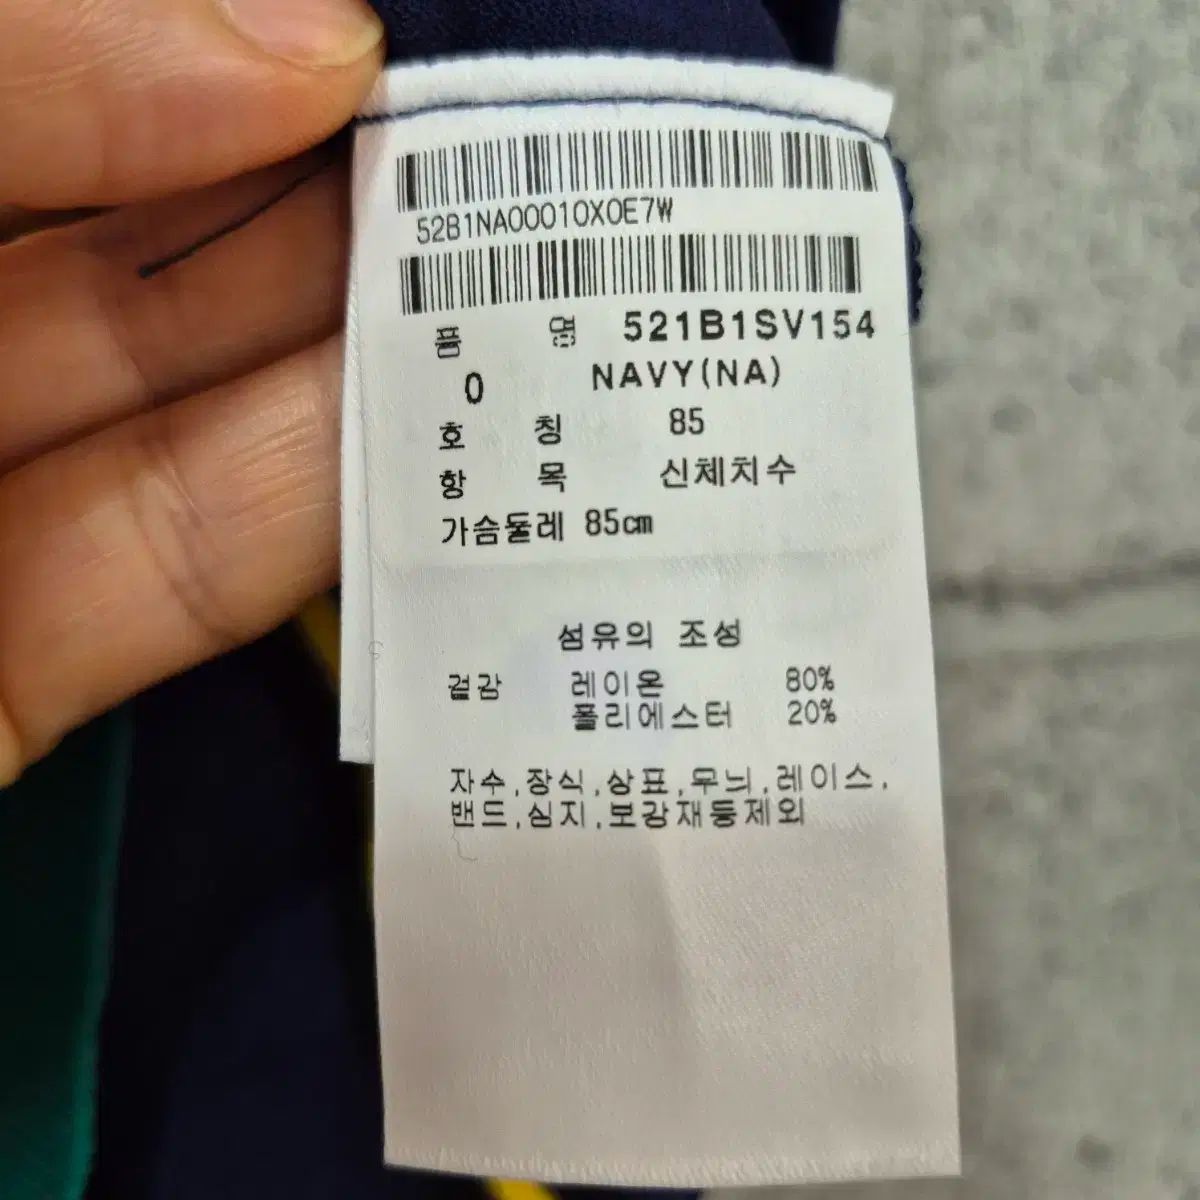 52B1NA00010X0E7W
품 명 521B1SV154
0 NAVY(NA)
호 칭 85
항 목 신체치수
가슴둘레 85cm
섬유의 조성
겉감 레이온 80%
폴리에스터 20%
자수,장식,상표,무늬,레이스,
밴드,심지,보강재등제외